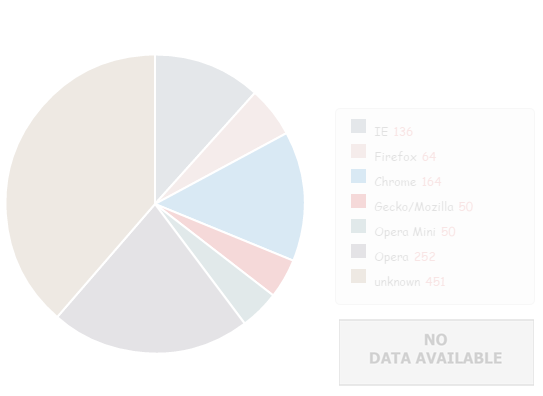 IE 136
Firefox 64
Chrome 164
Gecko/Mozilla 50
Opera Mini 50
Opera 252
unknown 451
NO
DATA AVAILABLE